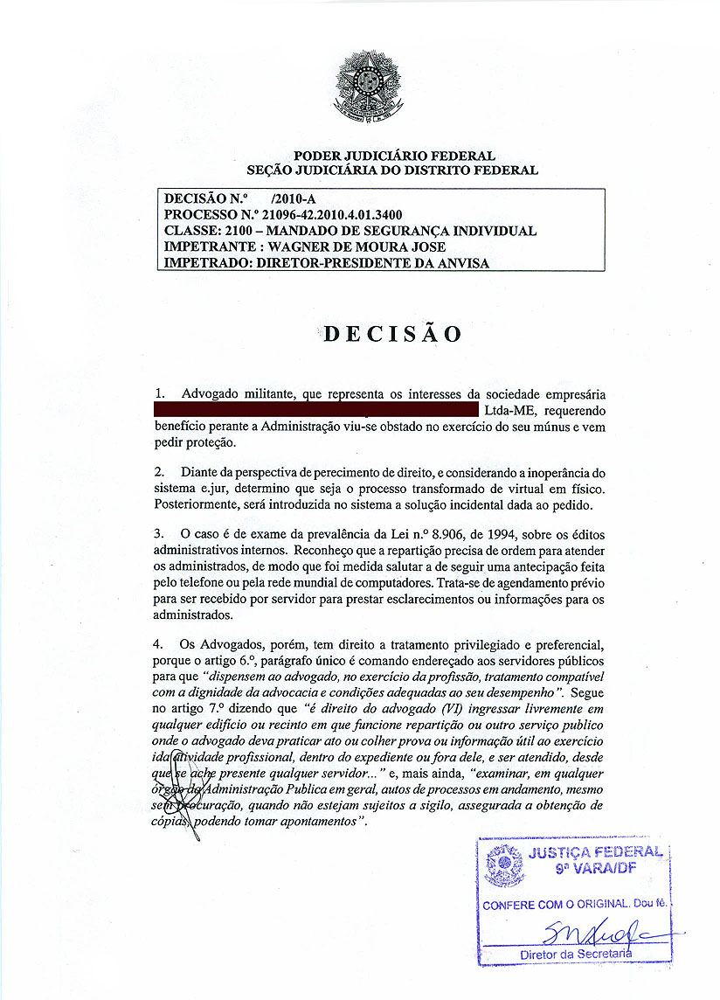 PODER JUDICIÁRIO FEDERAL
SEÇÃO JUDICIÁRIA DO DISTRITO FEDERAL
DECISÃO N.º /2010-A
PROCESSO N.º 21096-42.2010.4.01.3400
CLASSE: 2100 – MANDADO DE SEGURANÇA INDIVIDUAL
IMPETRANTE : WAGNER DE MOURA JOSE
IMPETRADO: DIRETOR-PRESIDENTE DA ANVISA
DECISÃO
1. Advogado militante, que representa os interesses da sociedade empresária
Ltda-ME, requerendo
benefício perante a Administração viu-se obstado no exercício do seu múnus e vem
pedir proteção.
2. Diante da perspectiva de perecimento de direito, e considerando a inoperância do
sistema e.jur, determino que seja o processo transformado de virtual em físico.
Posteriormente, será introduzida no sistema a solução incidental dada ao pedido.
3. O caso é de exame da prevalência da Lei n.º 8.906, de 1994, sobre os éditos
administrativos internos. Reconheço que a repartição precisa de ordem para atender
os administrados, de modo que foi medida salutar a de seguir uma antecipação feita
pelo telefone ou pela rede mundial de computadores. Trata-se de agendamento prévio
para ser recebido por servidor para prestar esclarecimentos ou informações para os
administrados.
4. Os Advogados, porém, tem direito a tratamento privilegiado e preferencial,
porque o artigo 6.º, parágrafo único é comando endereçado aos servidores públicos
para que “dispensem ao advogado, no exercício da profissão, tratamento compatível
com a dignidade da advocacia e condições adequadas ao seu desempenho”. Segue
no artigo 7.º dizendo que “é direito do advogado (VI) ingressar livremente em
qualquer edifício ou recinto em que funcione repartição ou outro serviço publico
onde o advogado deva praticar ato ou colher prova ou informação útil ao exercício
ida atividade profissional, dentro do expediente ou fora dele, e ser atendido, desde
que se ache presente qualquer servidor...” e, mais ainda, “examinar, em qualquer
órgão da Administração Publica em geral, autos de processos em andamento, mesmo
sem procuração, quando não estejam sujeitos a sigilo, assegurada a obtenção de
cópias, podendo tomar apontamentos”.
JUSTIÇA FEDERAL
9ª VARA/DF
CONFERE COM O ORIGINAL. Dou fé.
Diretor da Secretaria